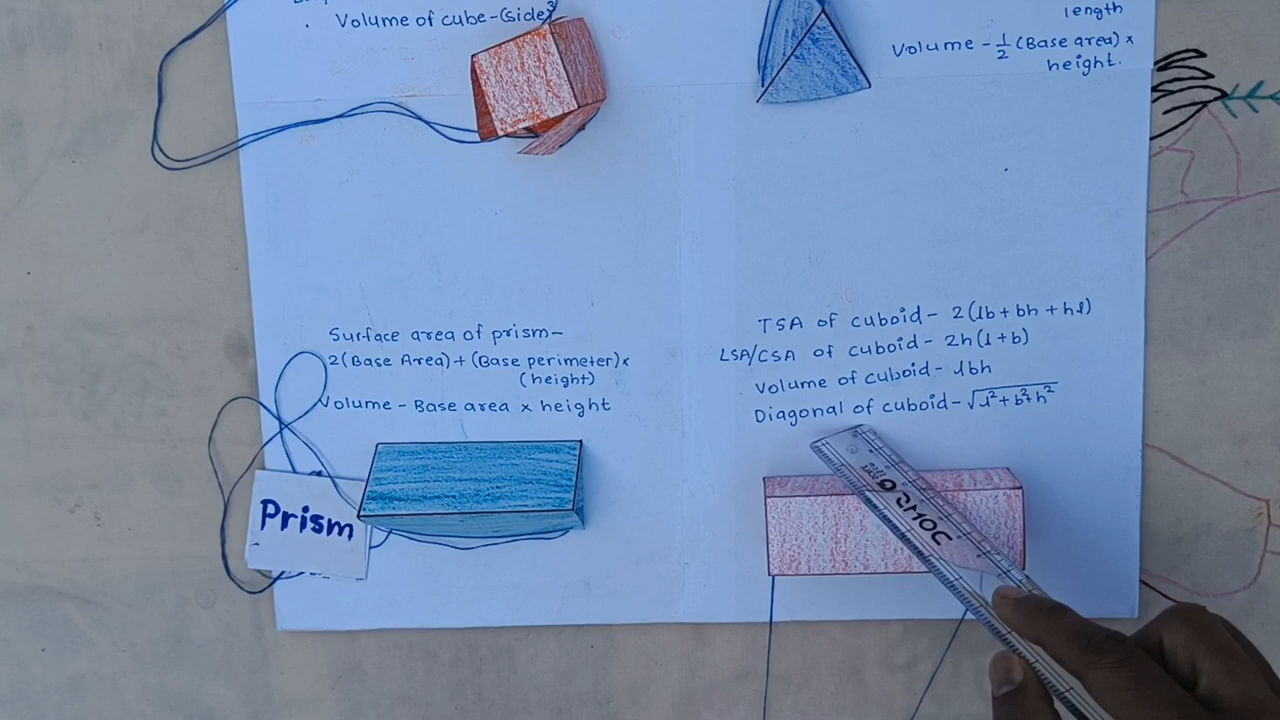 Volume of cube-(side)³
length
Volume - 1/2 (Base area) ×
height.
Surface area of prism-
2(Base Area) + (Base perimeter) ×
(height)
Volume - Base area × height
Prism
TSA of cuboid - 2(lb + bh + hl)
LSA/CSA of cuboid - 2h(l + b)
Volume of cuboid - lbh
Diagonal of cuboid - √l²+b²+h²
DOMS